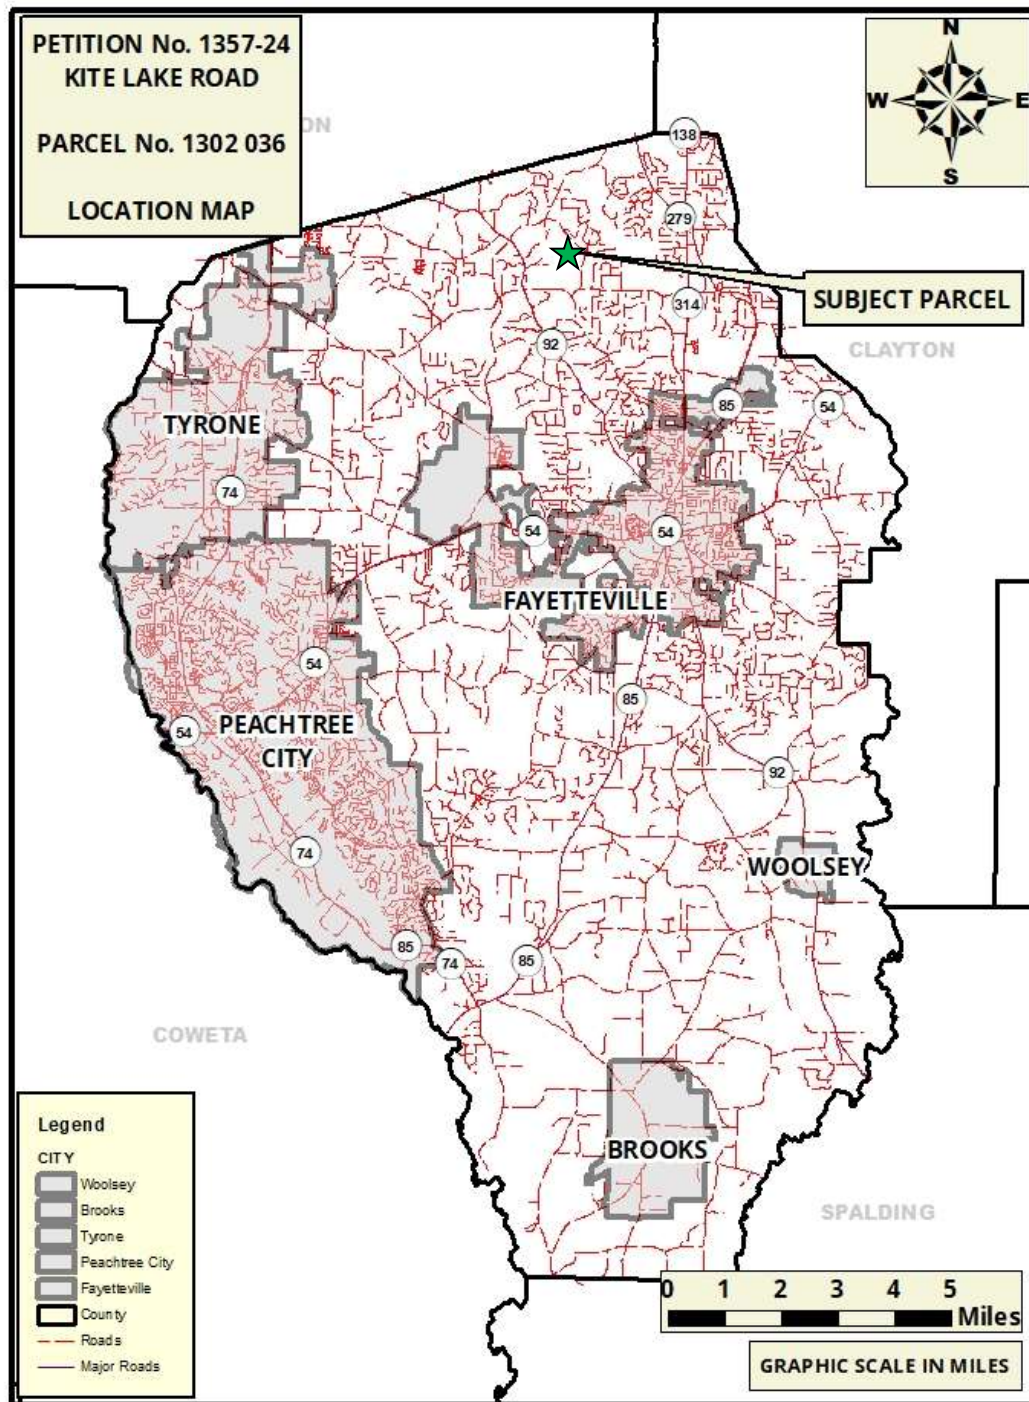 PETITION No. 1357-24
KITE LAKE ROAD
PARCEL No. 1302 036
LOCATION MAP
ON
N
W
E
S
138
279
SUBJECT PARCEL
314
92
CLAYTON
85
54
TYRONE
74
54
54
FAYETTEVILLE
54
85
PEACHTREE
CITY
54
92
74
WOOLSEY
85
74
85
COWETA
BROOKS
SPALDING
Legend
CITY
Woolsey
Brooks
Tyrone
Peachtree City
Fayetteville
County
Roads
Major Roads
0 1 2 3 4 5
Miles
GRAPHIC SCALE IN MILES